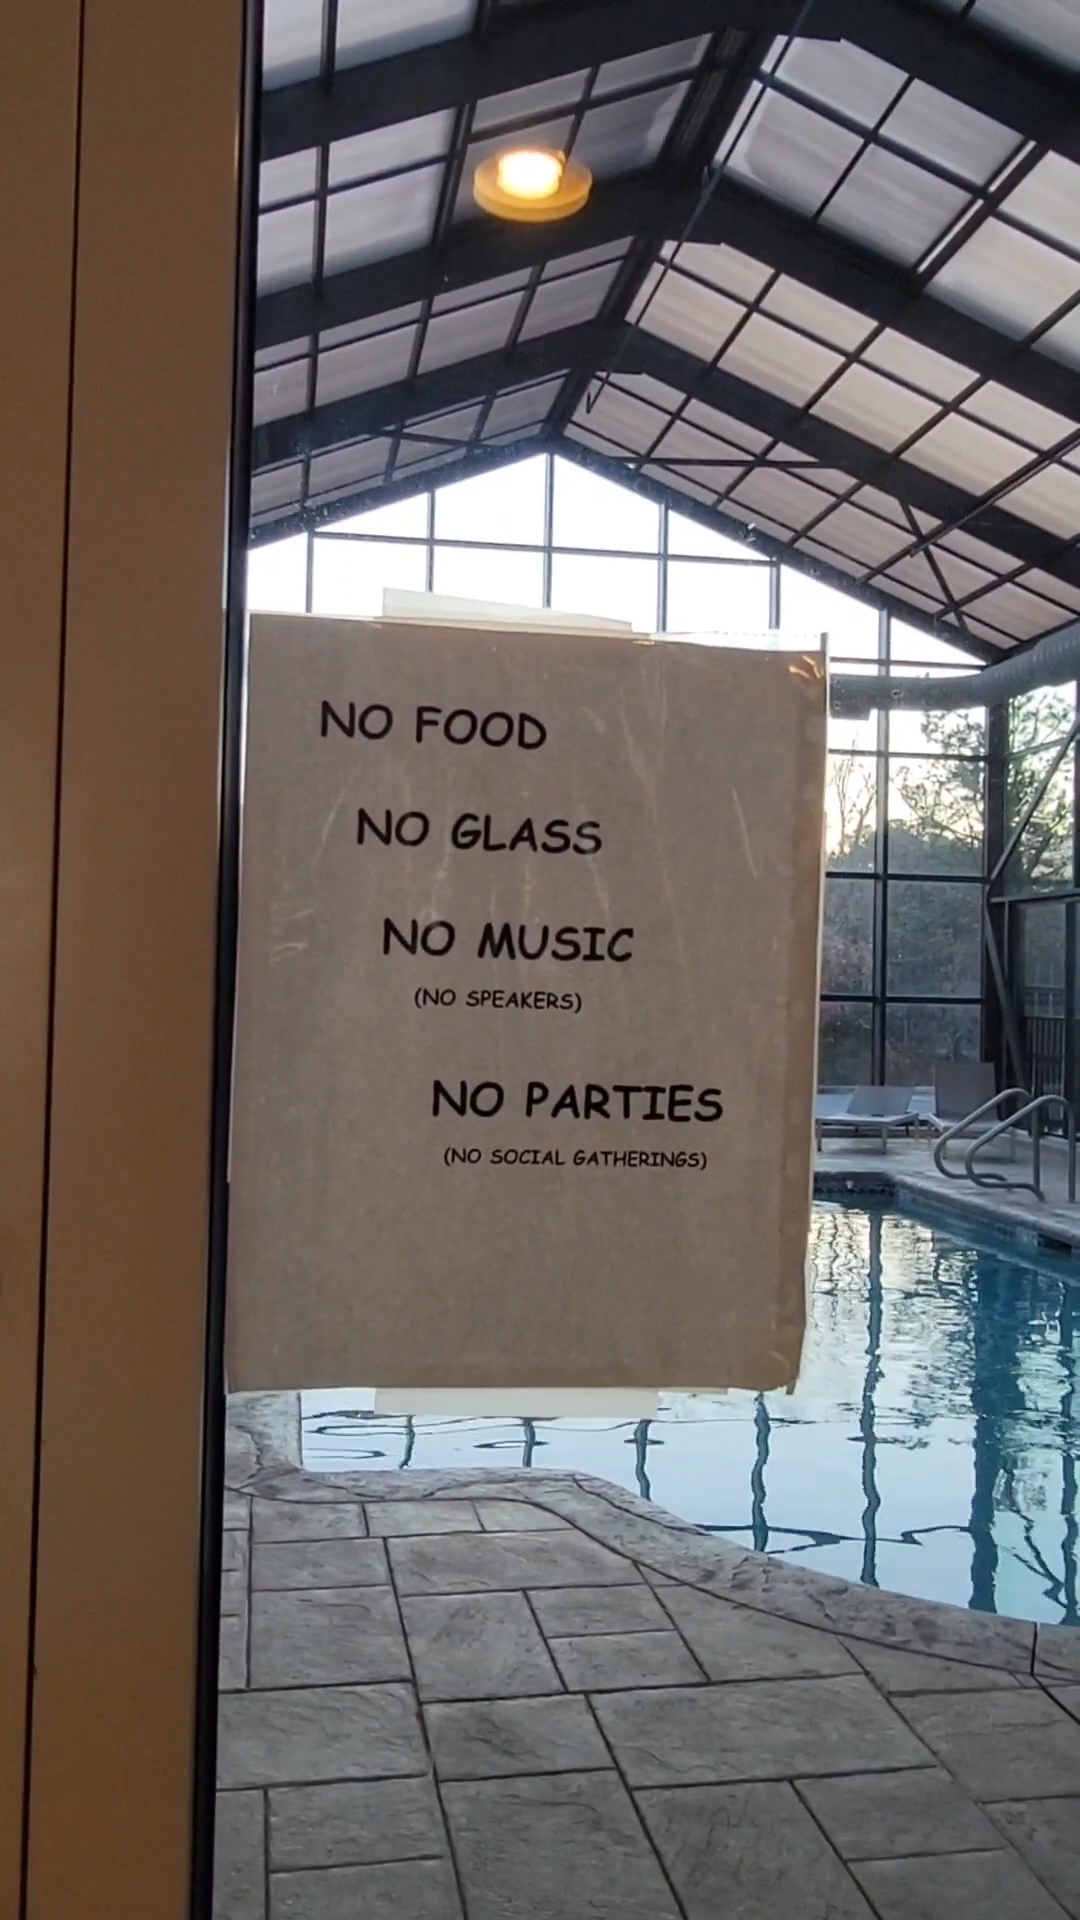 NO FOOD
NO GLASS
NO MUSIC
(NO SPEAKERS)
NO PARTIES
(NO SOCIAL GATHERINGS)